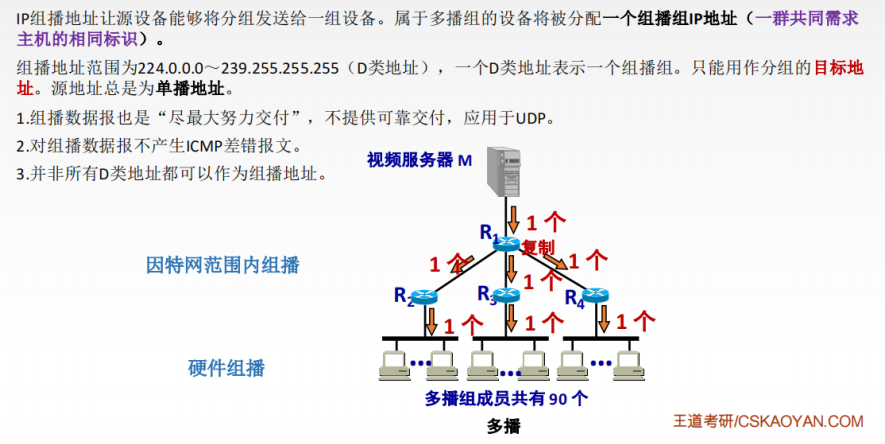 IP组播地址让源设备能够将分组发送给一组设备。属于多播组的设备将被分配一个组播组IP地址（一群共同需求
主机的相同标识）。
组播地址范围为224.0.0.0～239.255.255.255（D类地址），一个D类地址表示一个组播组。只能用作分组的目标地
址。源地址总是为单播地址。
1.组播数据报也是“尽最大努力交付”，不提供可靠交付，应用于UDP。
2.对组播数据报不产生ICMP差错报文。
3.并非所有D类地址都可以作为组播地址。
视频服务器 M
1 个
R1
复制
因特网范围内组播
1 个
1 个
1 个
R2
R3
R4
1 个
1 个
1 个
硬件组播
多播组成员共有 90 个
多播
王道考研/CSKAOYAN.COM